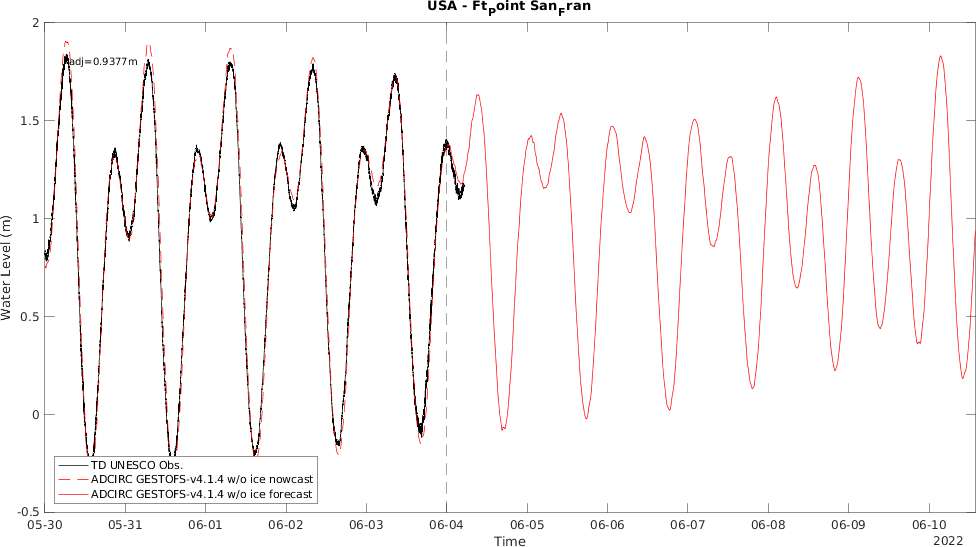 USA - Ft_Point San_Fran
2
adj=0.9377m
1.5
1
Water Level (m)
0.5
0
TD UNESCO Obs.
ADCIRC GESTOFS-v4.1.4 w/o ice nowcast
ADCIRC GESTOFS-v4.1.4 w/o ice forecast
-0.5
05-30 05-31 06-01 06-02 06-03 06-04 06-05 06-06 06-07 06-08 06-09 06-10
Time
2022